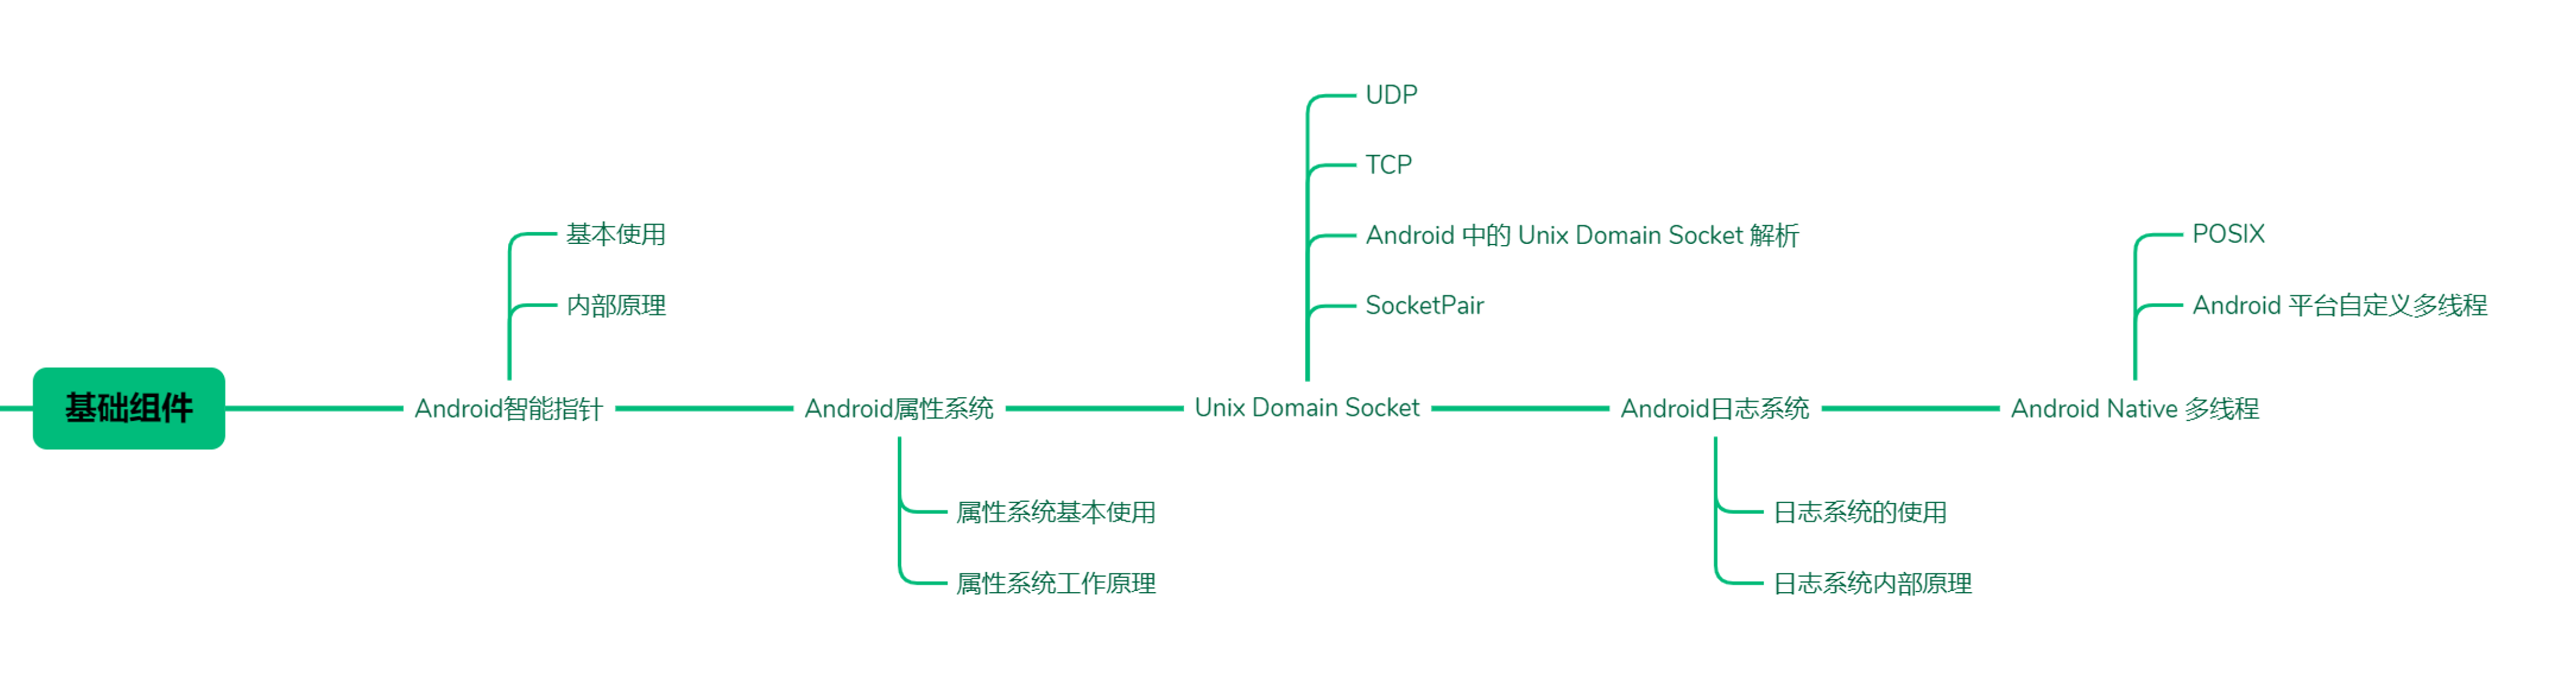 UDP
TCP
基本使用
Android 中的 Unix Domain Socket 解析
POSIX
内部原理
SocketPair
Android 平台自定义多线程
基础组件
Android智能指针
Android属性系统
Unix Domain Socket
Android日志系统
Android Native 多线程
属性系统基本使用
日志系统的使用
属性系统工作原理
日志系统内部原理